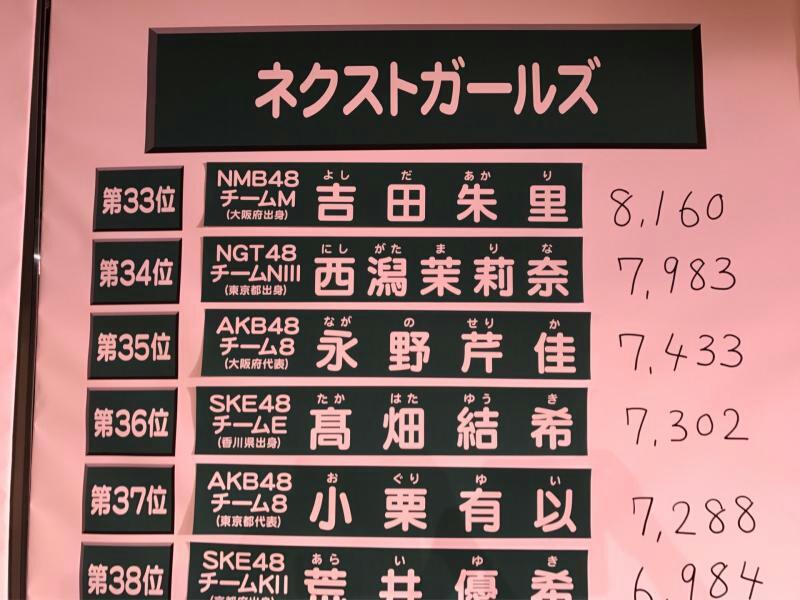 ネクストガールズ
第33位
NMB48
チームM
(大阪府出身)
よし だ あか り
吉田朱里
8,160
第34位
NGT48
チームNIII
(東京都出身)
にし がた ま り な
西潟茉莉奈
7,983
第35位
AKB48
チーム8
(大阪府代表)
なが の せり か
永野芹佳
7,433
第36位
SKE48
チームE
(香川県出身)
たか はた ゆう き
髙畑結希
7,302
第37位
AKB48
チーム8
(東京都代表)
お ぐり ゆ い
小栗有以
7,288
第38位
SKE48
チームKII
あら い ゆ き
荒井優希
6,984